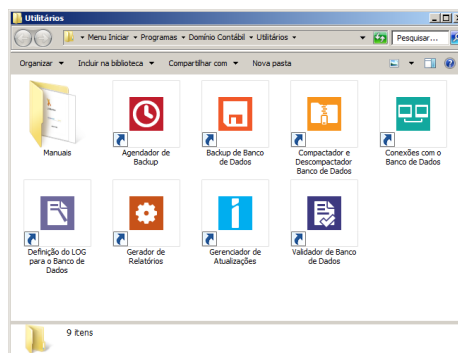 Utilitários
Menu Iniciar Programas Domínio Contábil Utilitários
Pesquisar...
Organizar
Induir na biblioteca
Compartilhar com
Nova pasta
Manuais
Agendador de
Backup
Backup de Banco
de Dados
Compactador e
Descompactador
Banco de Dados
Conexões com o
Banco de Dados
Definição do LOG
para o Banco de
Dados
Gerador de
Relatórios
Gerenciador de
Atualizações
Validador de Banco
de Dados
9 itens